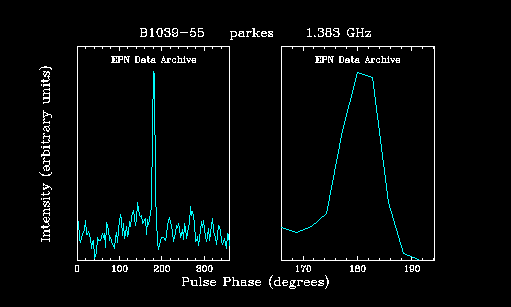 B1039-55 parkes 1.383 GHz
EPN Data Archive EPN Data Archive
Intensity (arbitrary units)
0 100 200 300 170 180 190
Pulse Phase (degrees)